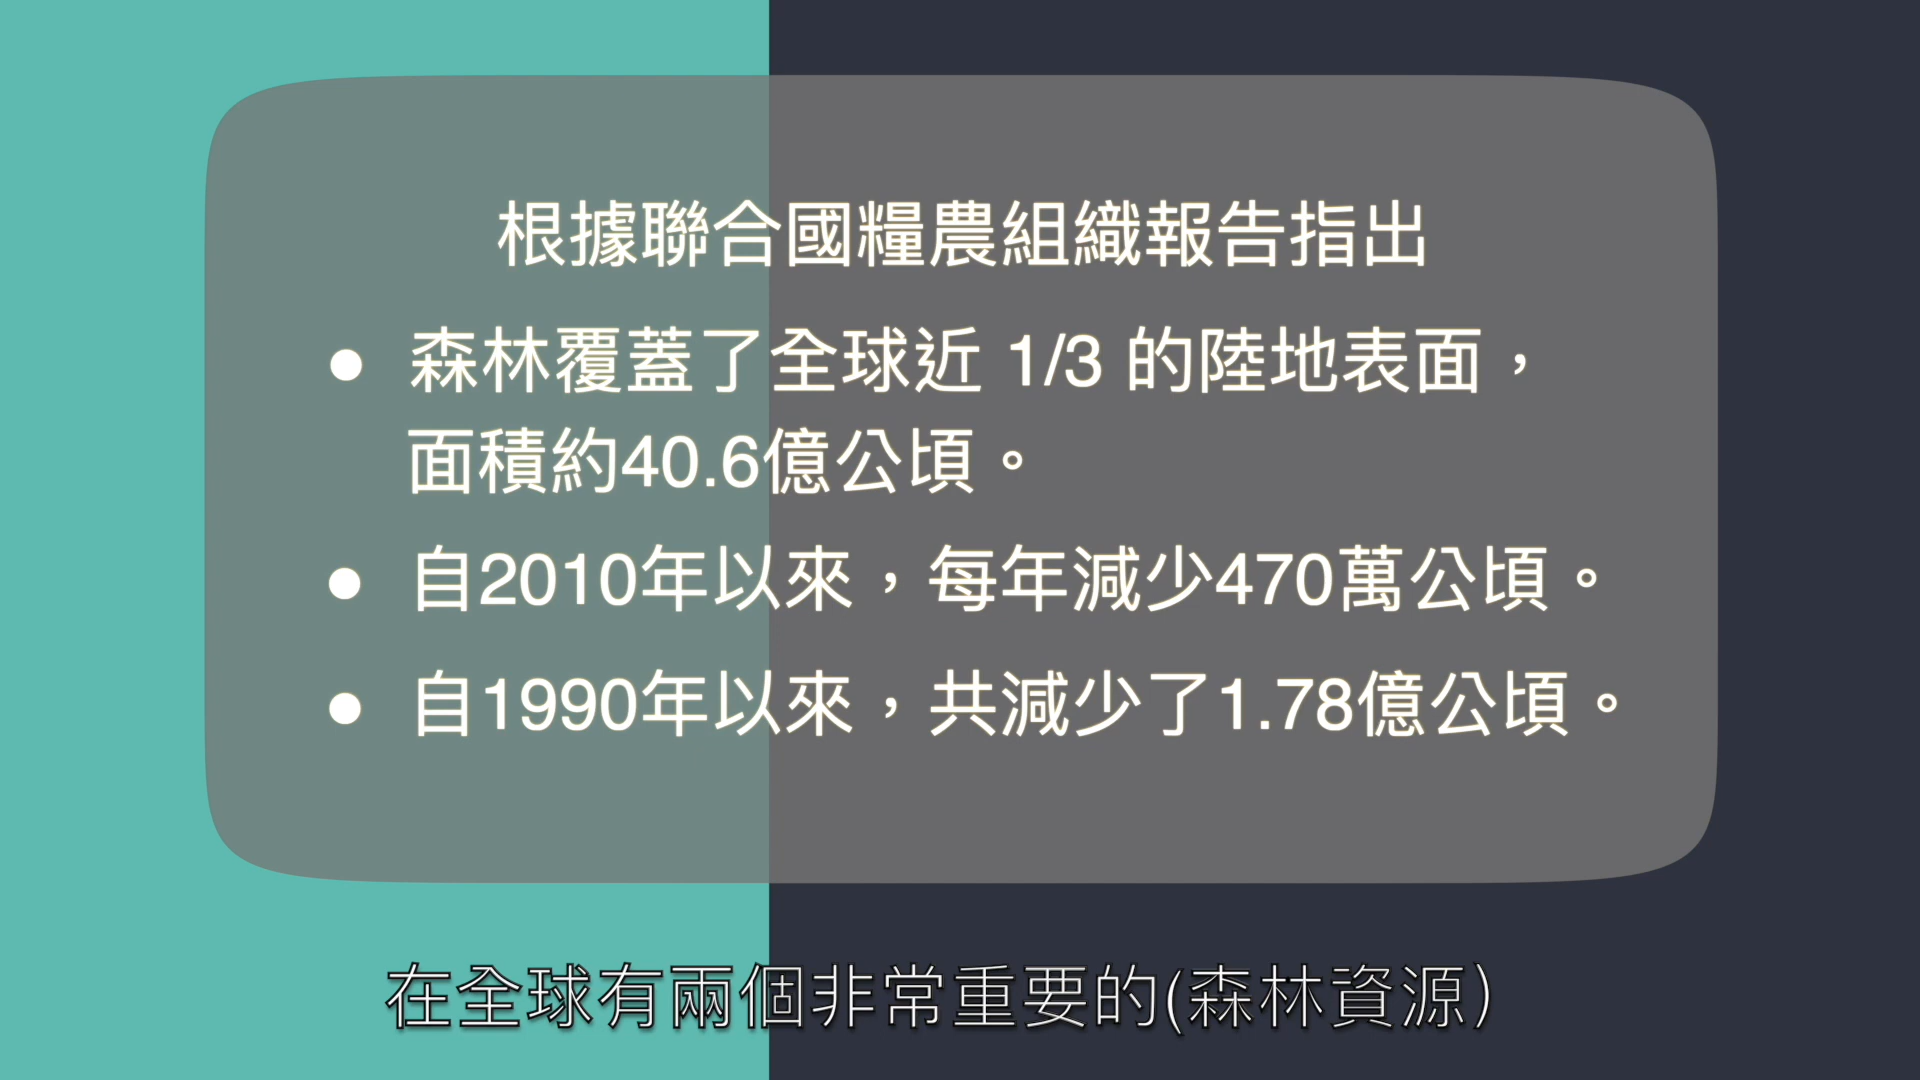 根據聯合國糧農組織報告指出
● 森林覆蓋了全球近 1/3 的陸地表面，
面積約40.6億公頃。
● 自2010年以來，每年減少470萬公頃。
● 自1990年以來，共減少了1.78億公頃。
在全球有兩個非常重要的(森林資源）